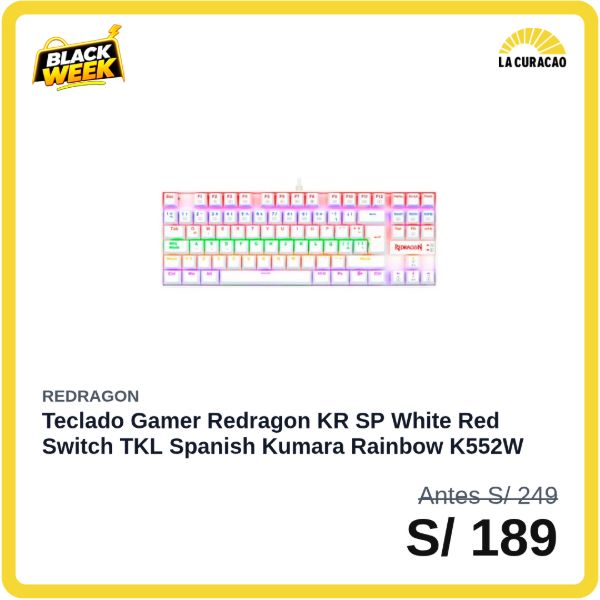 BLACK
WEEK
LA CURACAO
REDRAGON
REDRAGON
Teclado Gamer Redragon KR SP White Red
Switch TKL Spanish Kumara Rainbow K552W
Antes S/ 249
S/ 189